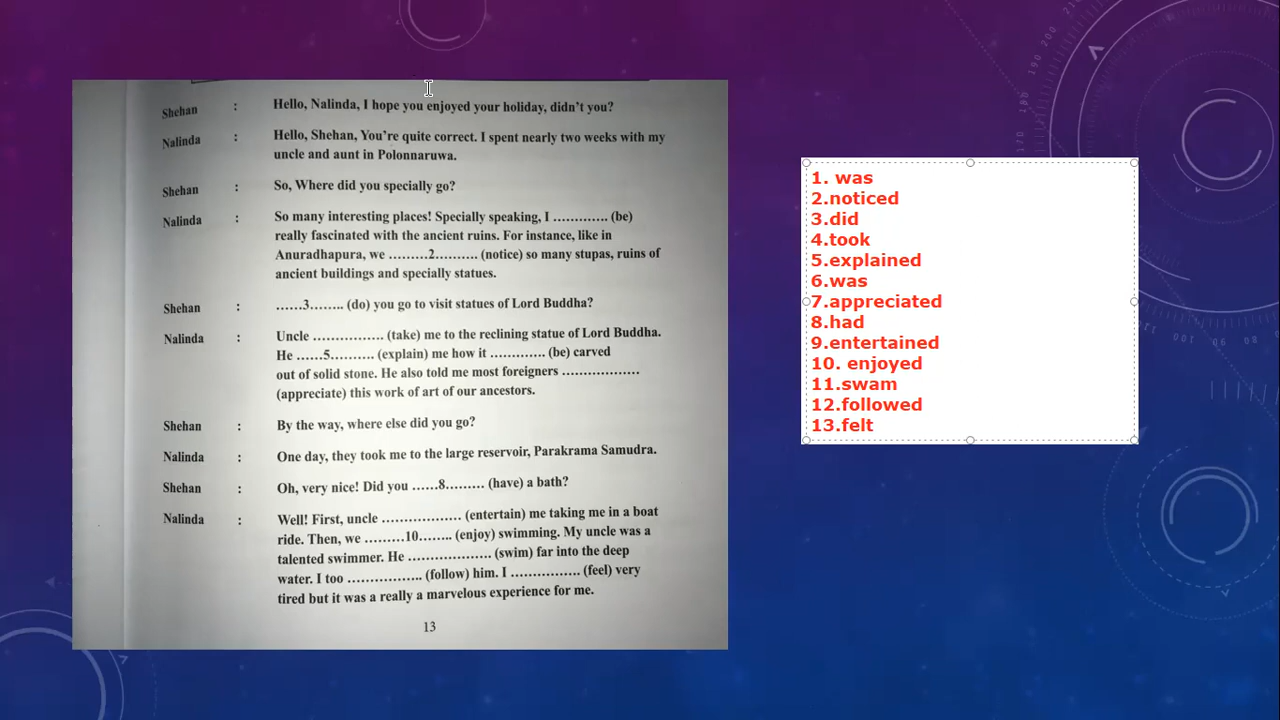 Shehan : Hello, Nalinda, I hope you enjoyed your holiday, didn't you?
Nalinda : Hello, Shehan, You're quite correct. I spent nearly two weeks with my
uncle and aunt in Polonnaruwa.
Shehan : So, Where did you specially go?
Nalinda : So many interesting places! Specially speaking, I ............. (be)
really fascinated with the ancient ruins. For instance, like in
Anuradhapura, we ........2.......... (notice) so many stupas, ruins of
ancient buildings and specially statues.
Shehan : ......3........ (do) you go to visit statues of Lord Buddha?
Nalinda : Uncle ................. (take) me to the reclining statue of Lord Buddha.
He ......5.......... (explain) me how it ............. (be) carved
out of solid stone. He also told me most foreigners ..................
(appreciate) this work of art of our ancestors.
Shehan : By the way, where else did you go?
Nalinda : One day, they took me to the large reservoir, Parakrama Samudra.
Shehan : Oh, very nice! Did you ......8......... (have) a bath?
Nalinda : Well! First, uncle ................... (entertain) me taking me in a boat
ride. Then, we .........10........ (enjoy) swimming. My uncle was a
talented swimmer. He .................... (swim) far into the deep
water. I too .................. (follow) him. I ................ (feel) very
tired but it was a really a marvelous experience for me.
13
1. was
2.noticed
3.did
4.took
5.explained
6.was
7.appreciated
8.had
9.entertained
10. enjoyed
11.swam
12.followed
13.felt
200
190
180
170
120
110
100
90
80